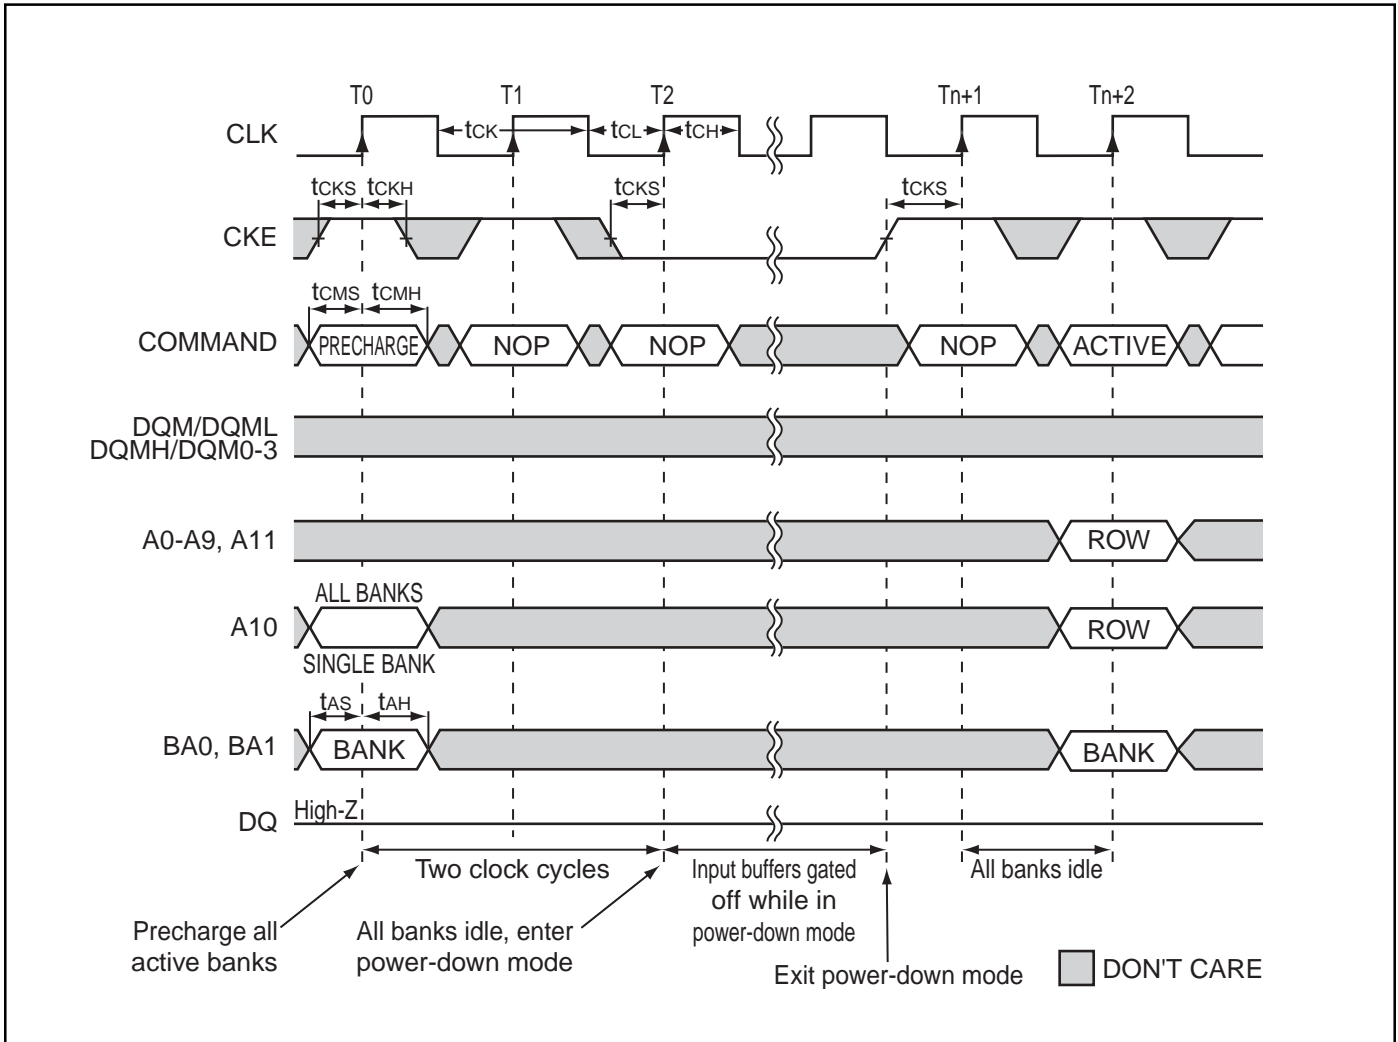 T0 T1 T2 Tn+1 Tn+2
CLK tCK tCL tCH
tCKS tCKH tCKS tCKS
CKE
tCMS tCMH
COMMAND PRECHARGE NOP NOP NOP ACTIVE
DQM/DQML
DQMH/DQM0-3
A0-A9, A11 ROW
ALL BANKS
A10 ROW
SINGLE BANK
tAS tAH
BA0, BA1 BANK BANK
DQ High-Z
Two clock cycles
Input buffers gated
off while in
power-down mode
All banks idle
Precharge all
active banks
All banks idle, enter
power-down mode
Exit power-down mode
DON'T CARE